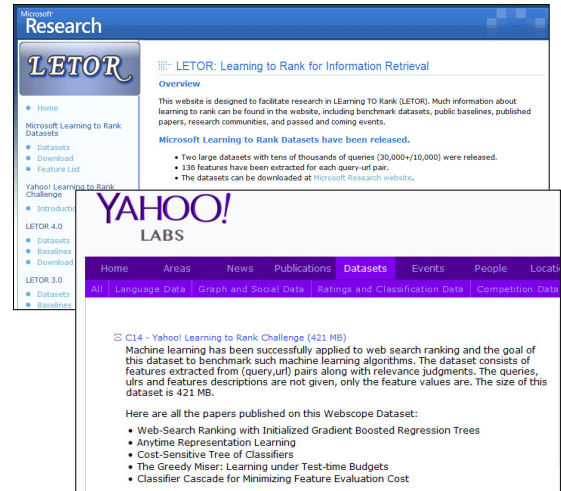 Microsoft
Research
LETOR
Home
Microsoft Learning to Rank
Datasets
Datasets
Download
Feature List
Yahoo! Learning to Rank
Challenge
LETOR 4.0
Datasets
Baselines
Download
LETOR 3.0
Datasets
Baselines
LETOR: Learning to Rank for Information Retrieval
Overview
This website is designed to facilitate research in LEarning TO Rank (LETOR). Much information about
learning to rank can be found in the website, including benchmark datasets, public baselines, published
papers, research communities, and passed and coming events.
Microsoft Learning to Rank Datasets have been released.
• Two large datasets with tens of thousands of queries (30,000+/10,000) were released.
• 136 features have been extracted for each query-url pair.
• The datasets can be downloaded at Microsoft Research website.
YAHOO!
LABS
Home Areas News Publications Datasets Events People
All Language Data Graph and Social Data Ratings and Classification Data Competition Data
C14 - Yahoo! Learning to Rank Challenge (421 MB)
Machine learning has been successfully applied to web search ranking and the goal of
this dataset to benchmark such machine learning algorithms. The dataset consists of
features extracted from (query,url) pairs along with relevance judgments. The queries,
ulrs and features descriptions are not given, only the feature values are. The size of this
dataset is 421 MB.
Here are all the papers published on this Webscope Dataset:
• Web-Search Ranking with Initialized Gradient Boosted Regression Trees
• Anytime Representation Learning
• Cost-Sensitive Tree of Classifiers
• The Greedy Miser: Learning under Test-time Budgets
• Classifier Cascade for Minimizing Feature Evaluation Cost